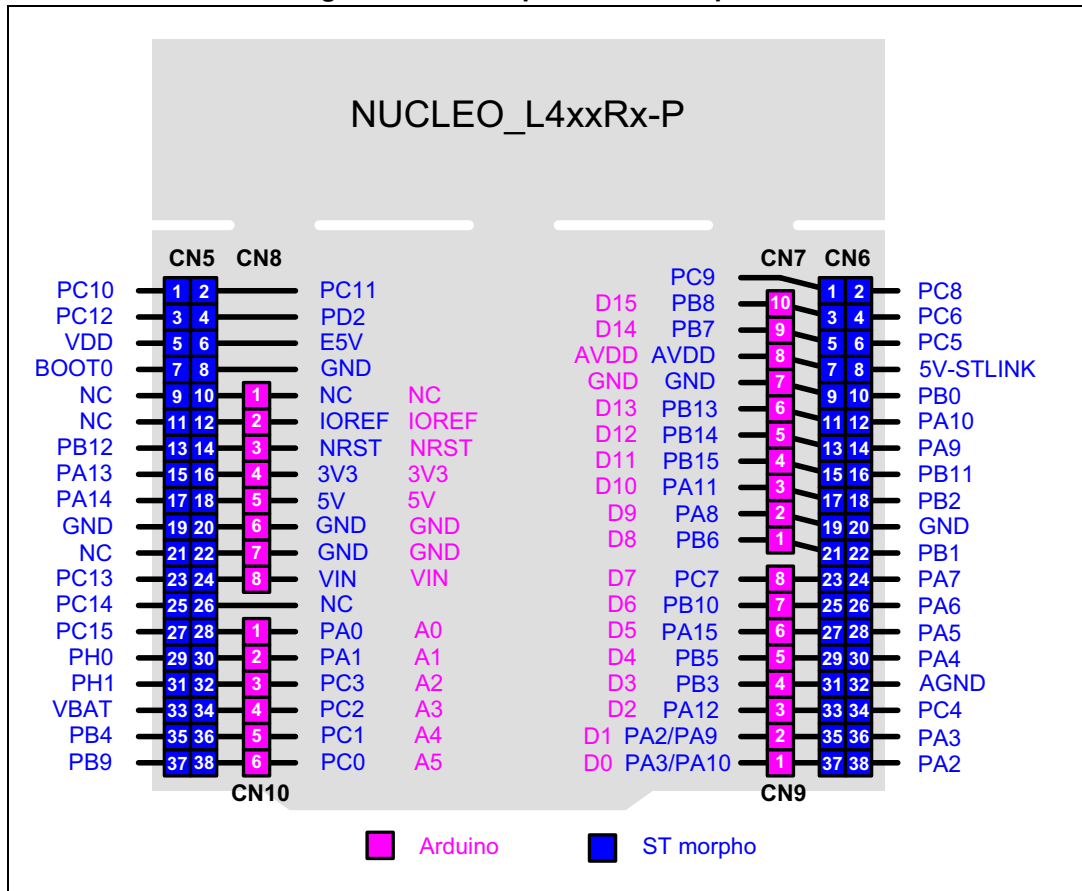 NUCLEO_L4xxRx-P
CN5 CN8 CN7 CN6
PC9
PC10 1 2 PC11 D15 PB8 10 1 2 PC8
PC12 3 4 PD2 D14 PB7 9 3 4 PC6
VDD 5 6 E5V AVDD AVDD 8 5 6 PC5
BOOT0 7 8 GND GND GND 7 7 8 5V-STLINK
NC 9 10 1 NC NC D13 PB13 6 9 10 PB0
NC 11 12 2 IOREF IOREF D12 PB14 5 11 12 PA10
PB12 13 14 3 NRST NRST D11 PB15 4 13 14 PA9
PA13 15 16 4 3V3 3V3 D10 PA11 3 15 16 PB11
PA14 17 18 5 5V 5V D9 PA8 2 17 18 PB2
GND 19 20 6 GND GND D8 PB6 1 19 20 GND
NC 21 22 7 GND GND 21 22 PB1
PC13 23 24 8 VIN VIN D7 PC7 8 23 24 PA7
PC14 25 26 NC D6 PB10 7 25 26 PA6
PC15 27 28 1 PA0 A0 D5 PA15 6 27 28 PA5
PH0 29 30 2 PA1 A1 D4 PB5 5 29 30 PA4
PH1 31 32 3 PC3 A2 D3 PB3 4 31 32 AGND
VBAT 33 34 4 PC2 A3 D2 PA12 3 33 34 PC4
PB4 35 36 5 PC1 A4 D1 PA2/PA9 2 35 36 PA3
PB9 37 38 6 PC0 A5 D0 PA3/PA10 1 37 38 PA2
CN10 CN9
Arduino ST morpho